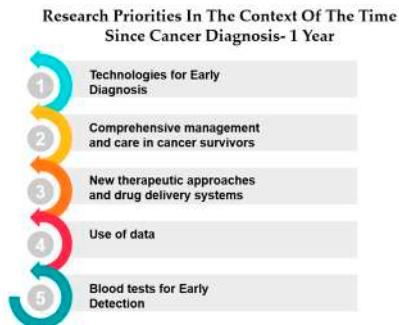 Research Priorities In The Context Of The Time
Since Cancer Diagnosis- 1 Year
1
Technologies for Early
Diagnosis
2
Comprehensive management
and care in cancer survivors
3
New therapeutic approaches
and drug delivery systems
4
Use of data
5
Blood tests for Early
Detection